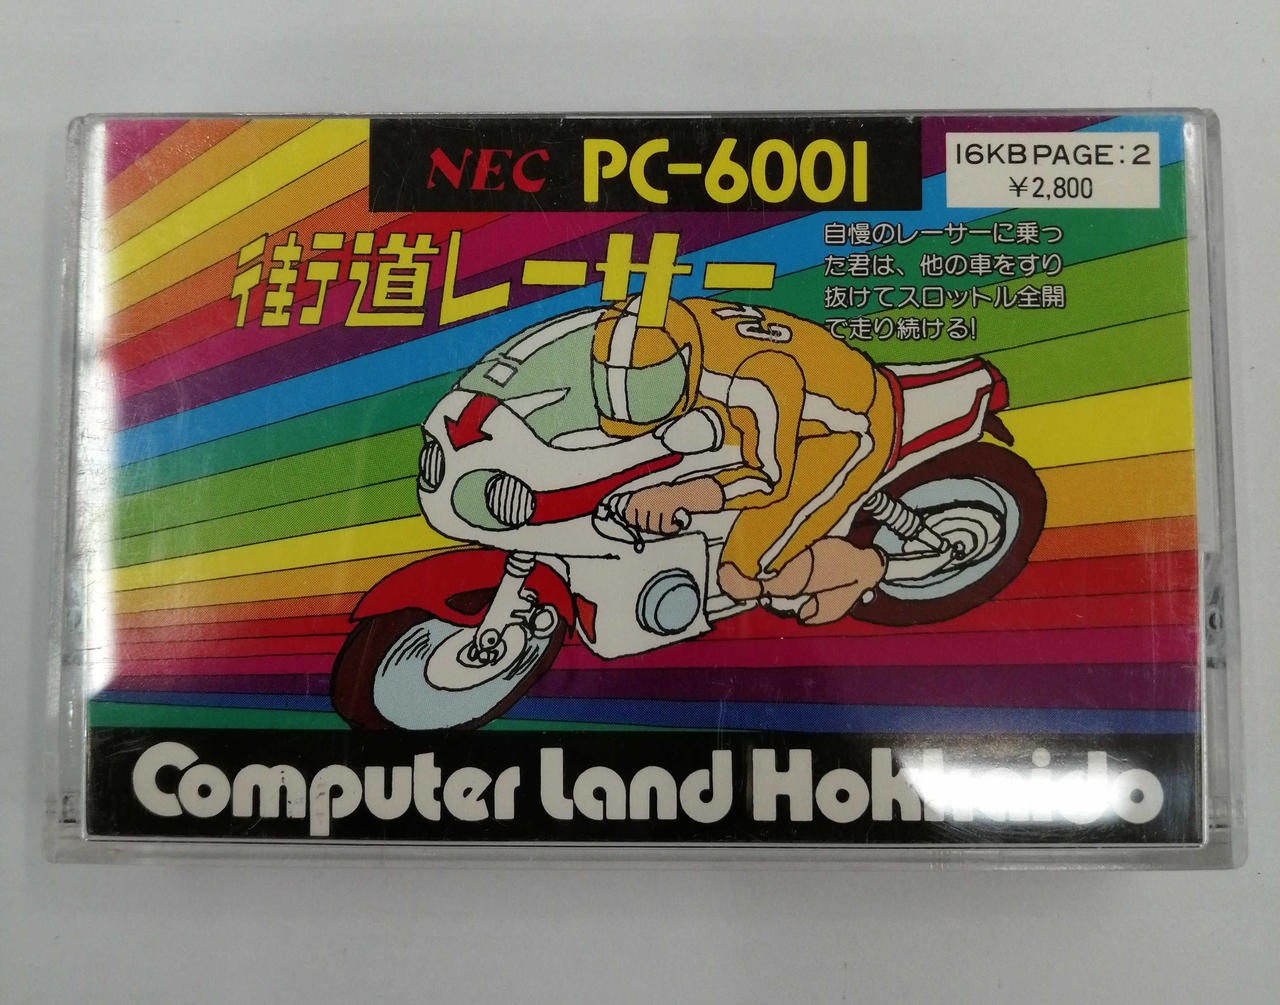 NEC PC-6001
16KB PAGE:2
¥2,800
街道レーサー
自慢のレーサーに乗っ
た君は、他の車をすり
抜けてスロットル全開
で走り続ける!
Computer Land Hokkaido